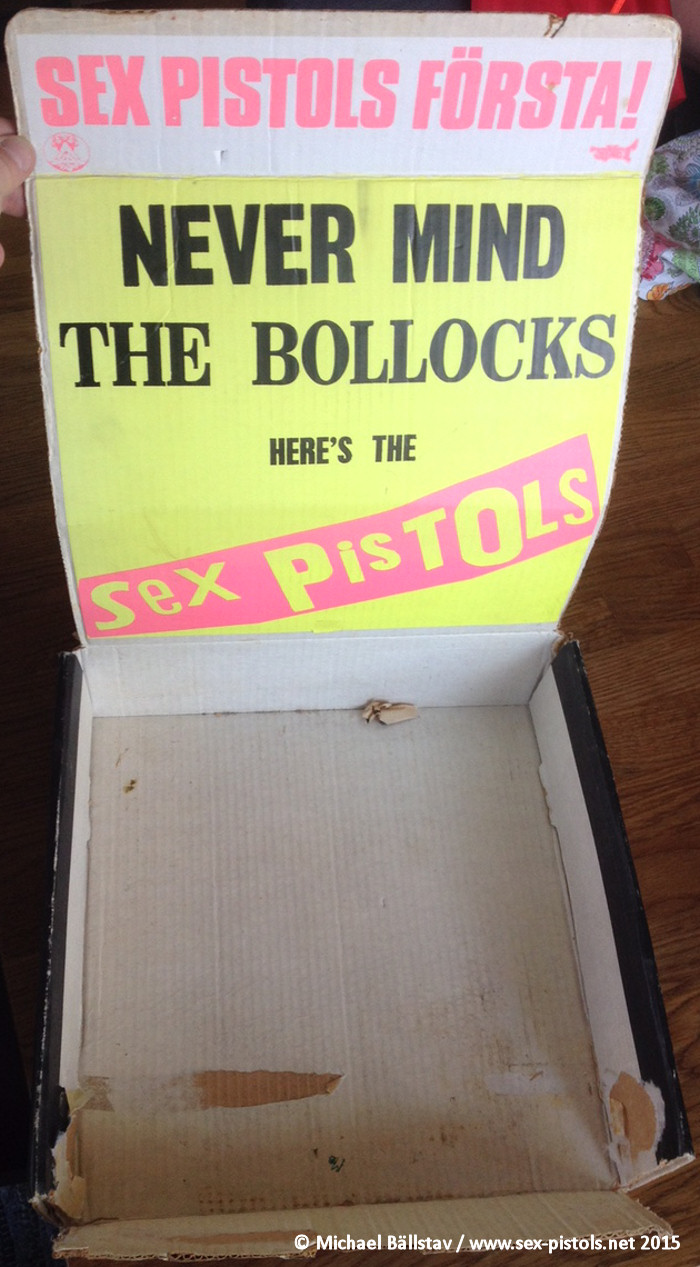 SEX PISTOLS FÖRSTA!
NEVER MIND
THE BOLLOCKS
HERE'S THE
Sex PisTOLS
© Michael Bällstav / www.sex-pistols.net 2015